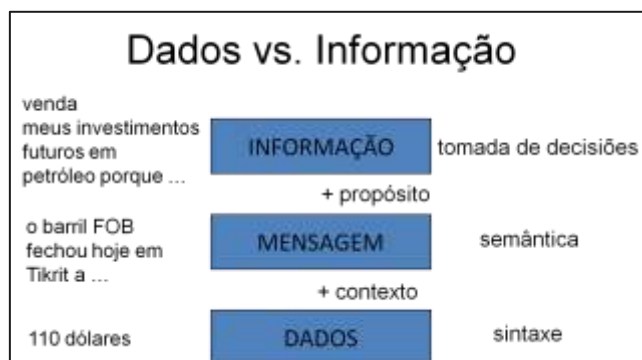 Dados vs. Informação
venda
meus investimentos
futuros em
petróleo porque ...
INFORMAÇÃO
tomada de decisões
+ propósito
o barril FOB
fechou hoje em
Tikrit a ...
MENSAGEM
semântica
+ contexto
110 dólares
DADOS
sintaxe